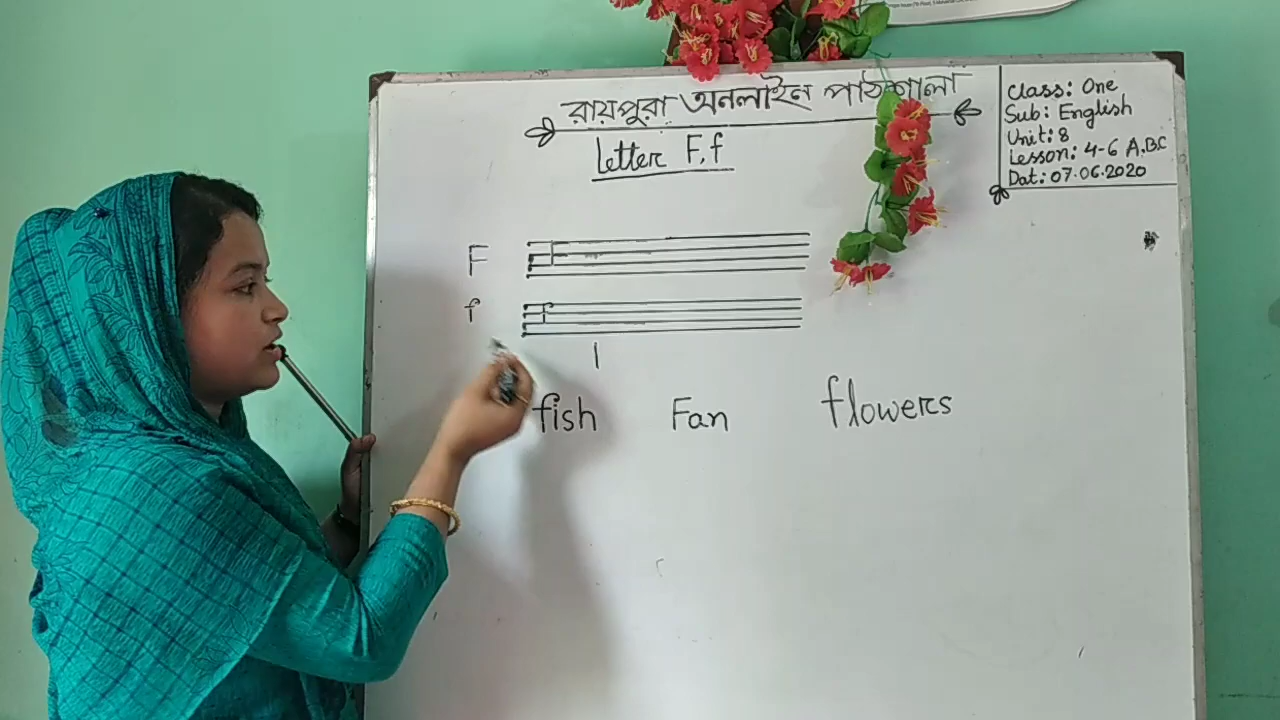 রায়পুরা অনলাইন পাঠশালা
Letter F, f
Class: One
Sub: English
Unit: 8
Lesson: 4-6 A.B.C
Dat: 07.06.2020
F F
f f
fish Fan flowers